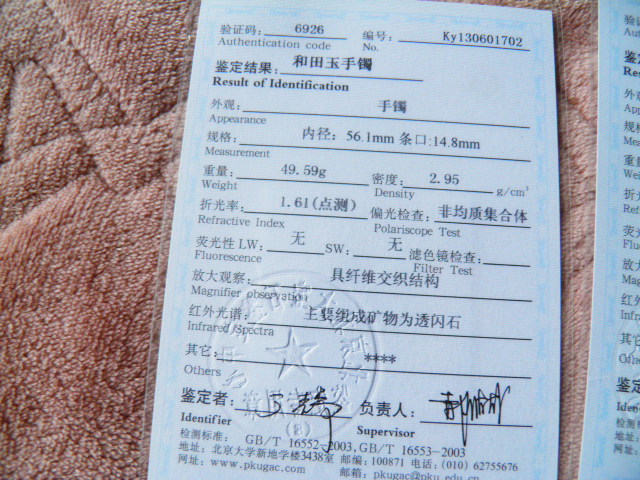 验证码: 6926 编号: Ky130601702
Authentication code No.
鉴定结果: 和田玉手镯
Result of Identification
外观: 手镯
Appearance
规格: 内径: 56.1mm 条口:14.8mm
Measurement
重量: 49.59g 密度: 2.95 g/cm³
Weight Density
折光率: 1.61(点测) 偏光检查: 非均质集合体
Refractive Index Polariscope Test
荧光性 LW: 无 SW: 无 滤色镜检查:
Fluorescence Filter Test
放大观察: 具纤维交织结构
Magnifier observation
红外光谱: 主要组成矿物为透闪石
Infrared Spectra
其它: ****
Others
鉴定者: 负责人:
Identifier Supervisor
检测标准: GB/T 16552-2003,GB/T 16553-2003
地址: 北京大学新地学楼3438室 邮编:100871 电话:(010) 62755676
网址: www.pkugac.com 邮箱: pkugac@pku.edu.cn